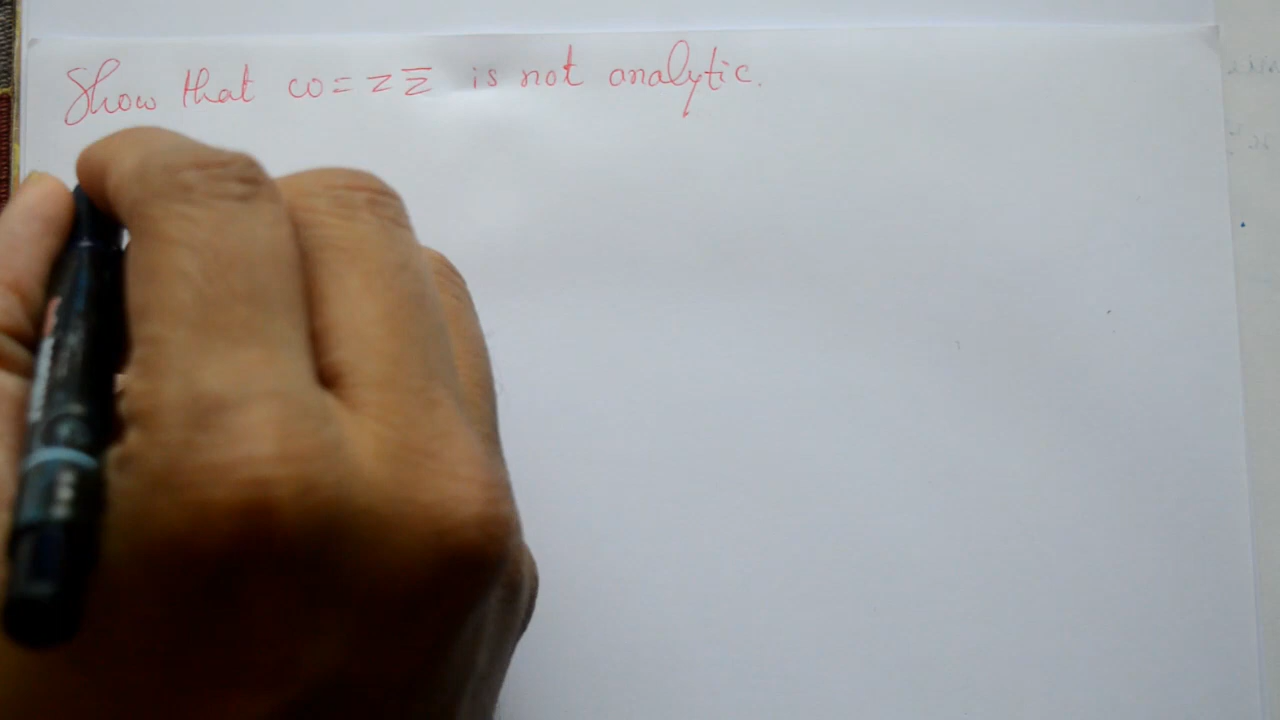 Show that ω = z z̅ is not analytic.